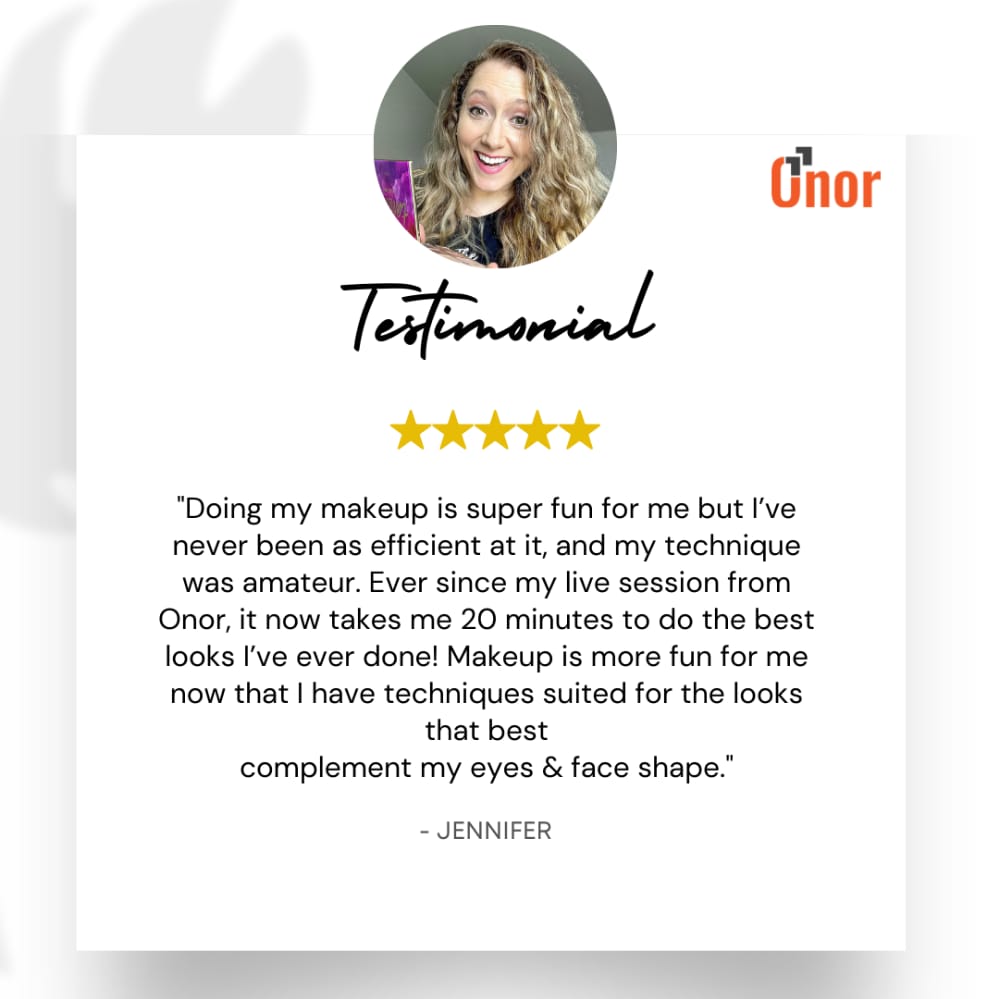 Onor
Testimonial
"Doing my makeup is super fun for me but I’ve
never been as efficient at it, and my technique
was amateur. Ever since my live session from
Onor, it now takes me 20 minutes to do the best
looks I’ve ever done! Makeup is more fun for me
now that I have techniques suited for the looks
that best
complement my eyes & face shape."
- JENNIFER